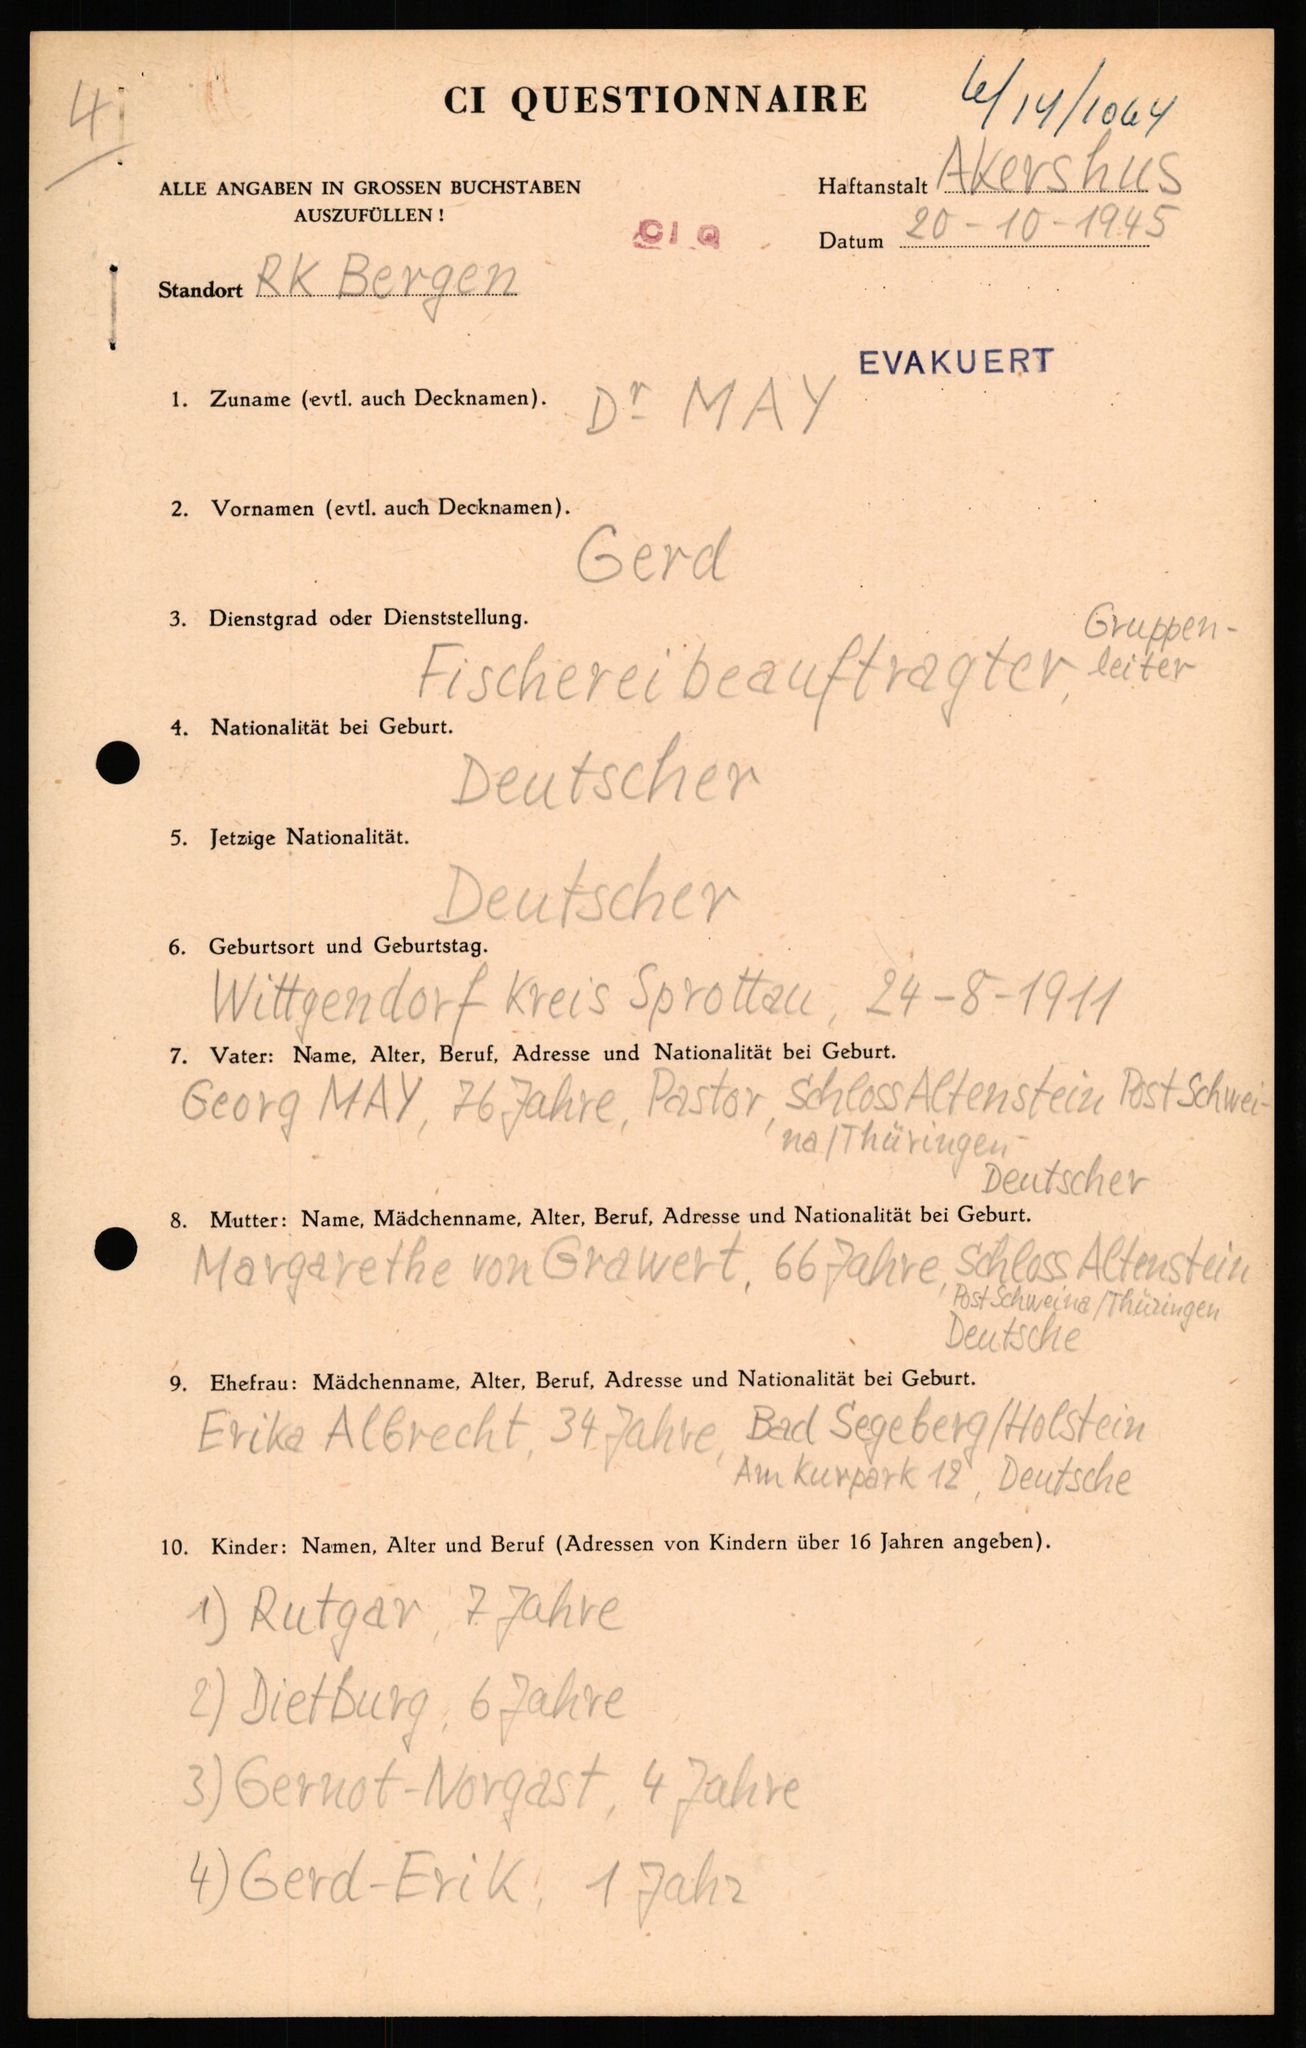 4
CI QUESTIONNAIRE
W/14/1064
ALLE ANGABEN IN GROSSEN BUCHSTABEN
AUSZUFÜLLEN!
Haftanstalt Akershus
CIQ
Datum 20-10-1945
Standort RK Bergen
EVAKUERT
1. Zuname (evtl. auch Decknamen). Dr MAY
2. Vornamen (evtl. auch Decknamen).
Gerd
3. Dienstgrad oder Dienststellung.
Fischereibeauftragter, Gruppen-
leiter
4. Nationalität bei Geburt.
Deutscher
5. Jetzige Nationalität.
Deutscher
6. Geburtsort und Geburtstag.
Wittgendorf Kreis Sprottau, 24-8-1911
7. Vater: Name, Alter, Beruf, Adresse und Nationalität bei Geburt.
Georg MAY, 76 Jahre, Pastor, Schloss Altenstein Post Schwei-
na/Thüringen
Deutscher
8. Mutter: Name, Mädchenname, Alter, Beruf, Adresse und Nationalität bei Geburt.
Margarethe von Grawert, 66 Jahre, Schloss Altenstein
Post Schweina/Thüringen
Deutsche
9. Ehefrau: Mädchenname, Alter, Beruf, Adresse und Nationalität bei Geburt.
Erika Albrecht, 34 Jahre, Bad Segeberg/Holstein
Am Kurpark 12, Deutsche
10. Kinder: Namen, Alter und Beruf (Adressen von Kindern über 16 Jahren angeben).
1) Rutgar, 7 Jahre
2) Dietburg, 6 Jahre
3) Gernot-Norgast, 4 Jahre
4) Gerd-Erik, 1 Jahr